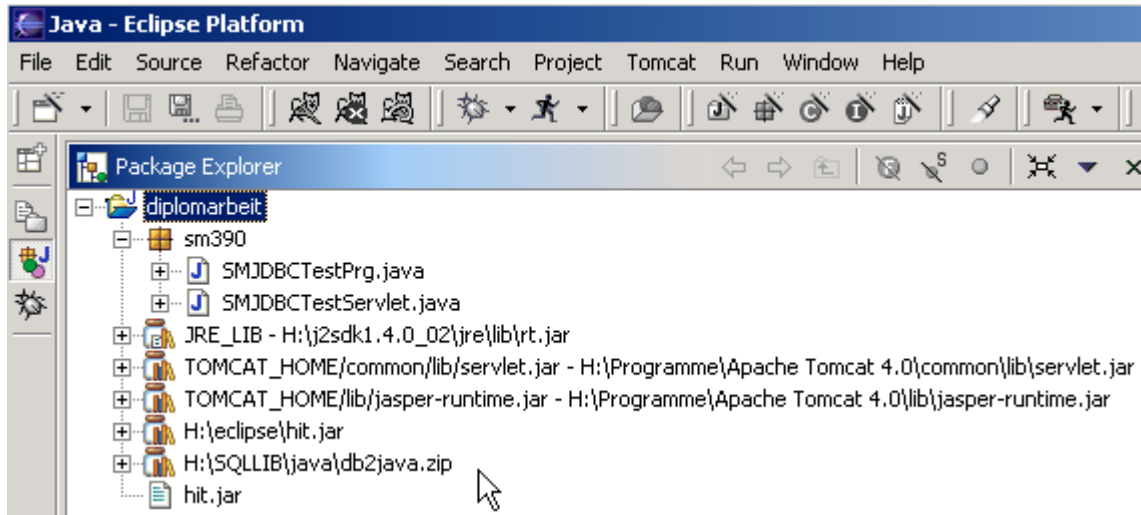 Java - Eclipse Platform
File Edit Source Refactor Navigate Search Project Tomcat Run Window Help
Package Explorer
diplomarbeit
sm390
SMJDBCTestPrg.java
SMJDBCTestServlet.java
JRE_LIB - H:\j2sdk1.4.0_02\jre\lib\rt.jar
TOMCAT_HOME/common/lib/servlet.jar - H:\Programme\Apache Tomcat 4.0\common\lib\servlet.jar
TOMCAT_HOME/lib/jasper-runtime.jar - H:\Programme\Apache Tomcat 4.0\lib\jasper-runtime.jar
H:\eclipse\hit.jar
H:\SQLLIB\java\db2java.zip
hit.jar